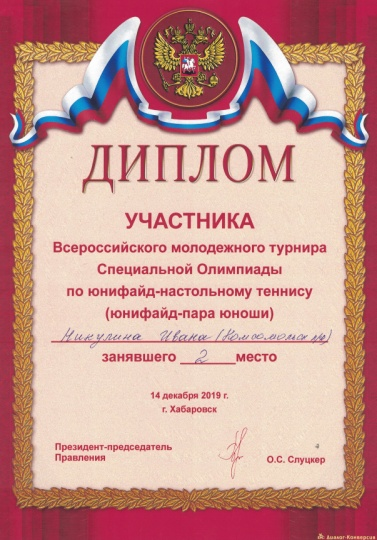 ДИПЛОМ
УЧАСТНИКА
Всероссийского молодежного турнира
Специальной Олимпиады
по юнифайд-настольному теннису
(юнифайд-пара юноши)
Никулина Ивана (Комсомольск
занявшего 2 место
14 декабря 2019 г.
г. Хабаровск
Президент-председатель
Правления
О.С. Слуцкер